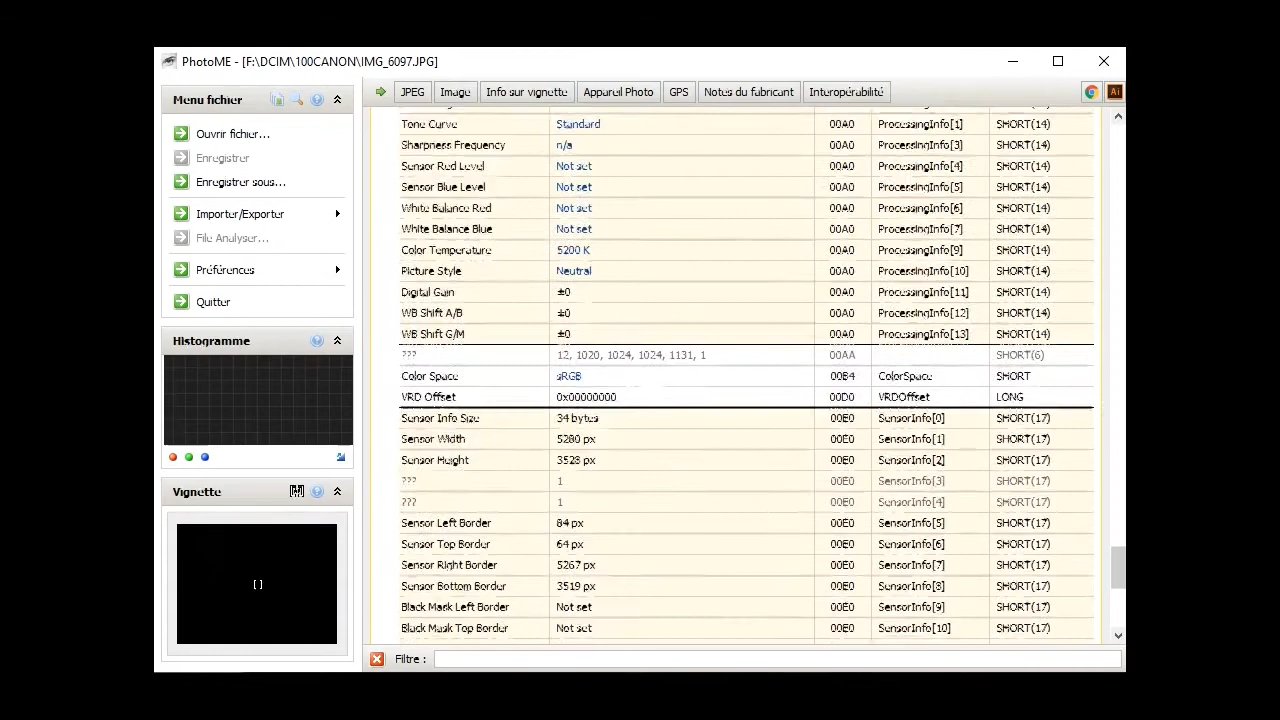 PhotoME - [F:\DCIM\100CANON\IMG_6097.JPG]
Menu fichier
Ouvrir fichier...
Enregistrer
Enregistrer sous...
Importer/Exporter
File Analyser...
Préférences
Quitter
Histogramme
Vignette
[ ]
JPEG Image Info sur vignette Appareil Photo GPS Notes du fabricant Interopérabilité
Ai
Tone Curve Standard 00A0 ProcessingInfo[1] SHORT(14)
Sharpness Frequency n/a 00A0 ProcessingInfo[3] SHORT(14)
Sensor Red Level Not set 00A0 ProcessingInfo[4] SHORT(14)
Sensor Blue Level Not set 00A0 ProcessingInfo[5] SHORT(14)
White Balance Red Not set 00A0 ProcessingInfo[6] SHORT(14)
White Balance Blue Not set 00A0 ProcessingInfo[7] SHORT(14)
Color Temperature 5200 K 00A0 ProcessingInfo[9] SHORT(14)
Picture Style Neutral 00A0 ProcessingInfo[10] SHORT(14)
Digital Gain ±0 00A0 ProcessingInfo[11] SHORT(14)
WB Shift A/B ±0 00A0 ProcessingInfo[12] SHORT(14)
WB Shift G/M ±0 00A0 ProcessingInfo[13] SHORT(14)
??? 12, 1020, 1024, 1024, 1131, 1 00AA SHORT(6)
Color Space sRGB 00B4 ColorSpace SHORT
VRD Offset 0x00000000 00D0 VRDOffset LONG
Sensor Info Size 34 bytes 00E0 SensorInfo[0] SHORT(17)
Sensor Width 5280 px 00E0 SensorInfo[1] SHORT(17)
Sensor Height 3528 px 00E0 SensorInfo[2] SHORT(17)
??? 1 00E0 SensorInfo[3] SHORT(17)
??? 1 00E0 SensorInfo[4] SHORT(17)
Sensor Left Border 84 px 00E0 SensorInfo[5] SHORT(17)
Sensor Top Border 64 px 00E0 SensorInfo[6] SHORT(17)
Sensor Right Border 5267 px 00E0 SensorInfo[7] SHORT(17)
Sensor Bottom Border 3519 px 00E0 SensorInfo[8] SHORT(17)
Black Mask Left Border Not set 00E0 SensorInfo[9] SHORT(17)
Black Mask Top Border Not set 00E0 SensorInfo[10] SHORT(17)
Filtre :